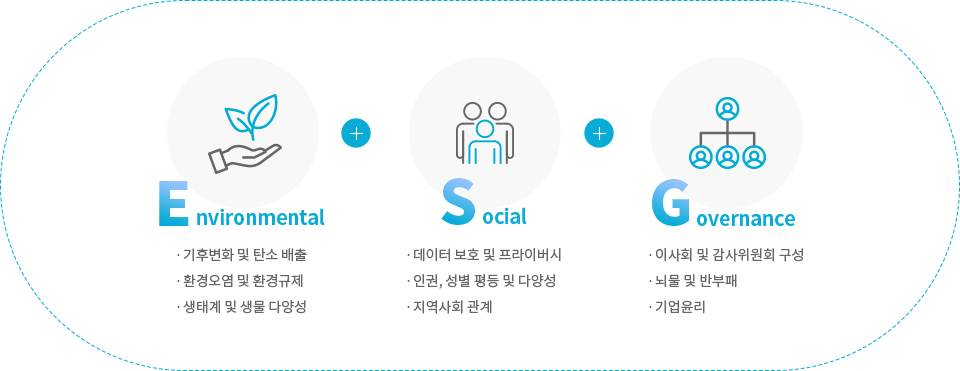 Environmental
· 기후변화 및 탄소 배출
· 환경오염 및 환경규제
· 생태계 및 생물 다양성
Social
· 데이터 보호 및 프라이버시
· 인권, 성별 평등 및 다양성
· 지역사회 관계
Governance
· 이사회 및 감사위원회 구성
· 뇌물 및 반부패
· 기업윤리